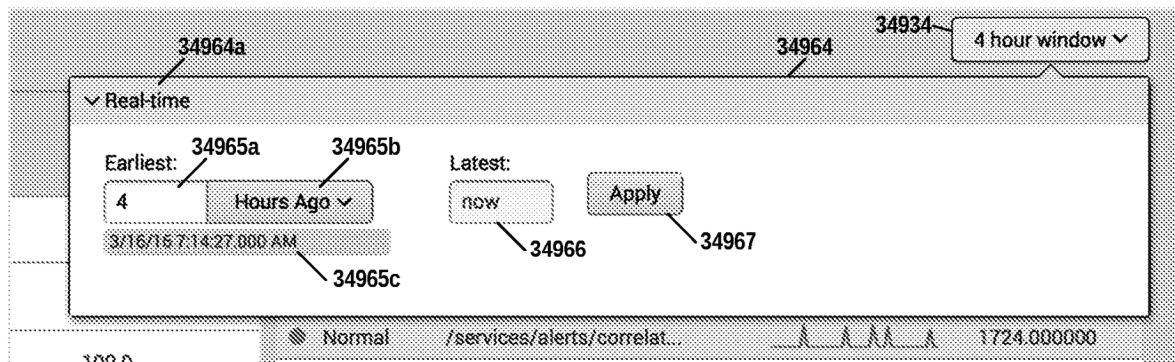 34934
4 hour window
34964a
34964
Real-time
34965a
34965b
Earliest:
Latest:
4
Hours Ago
now
Apply
3/16/16 7:14:27.000 AM
34966
34967
34965c
Normal
/services/alerts/correlat...
1724.000000